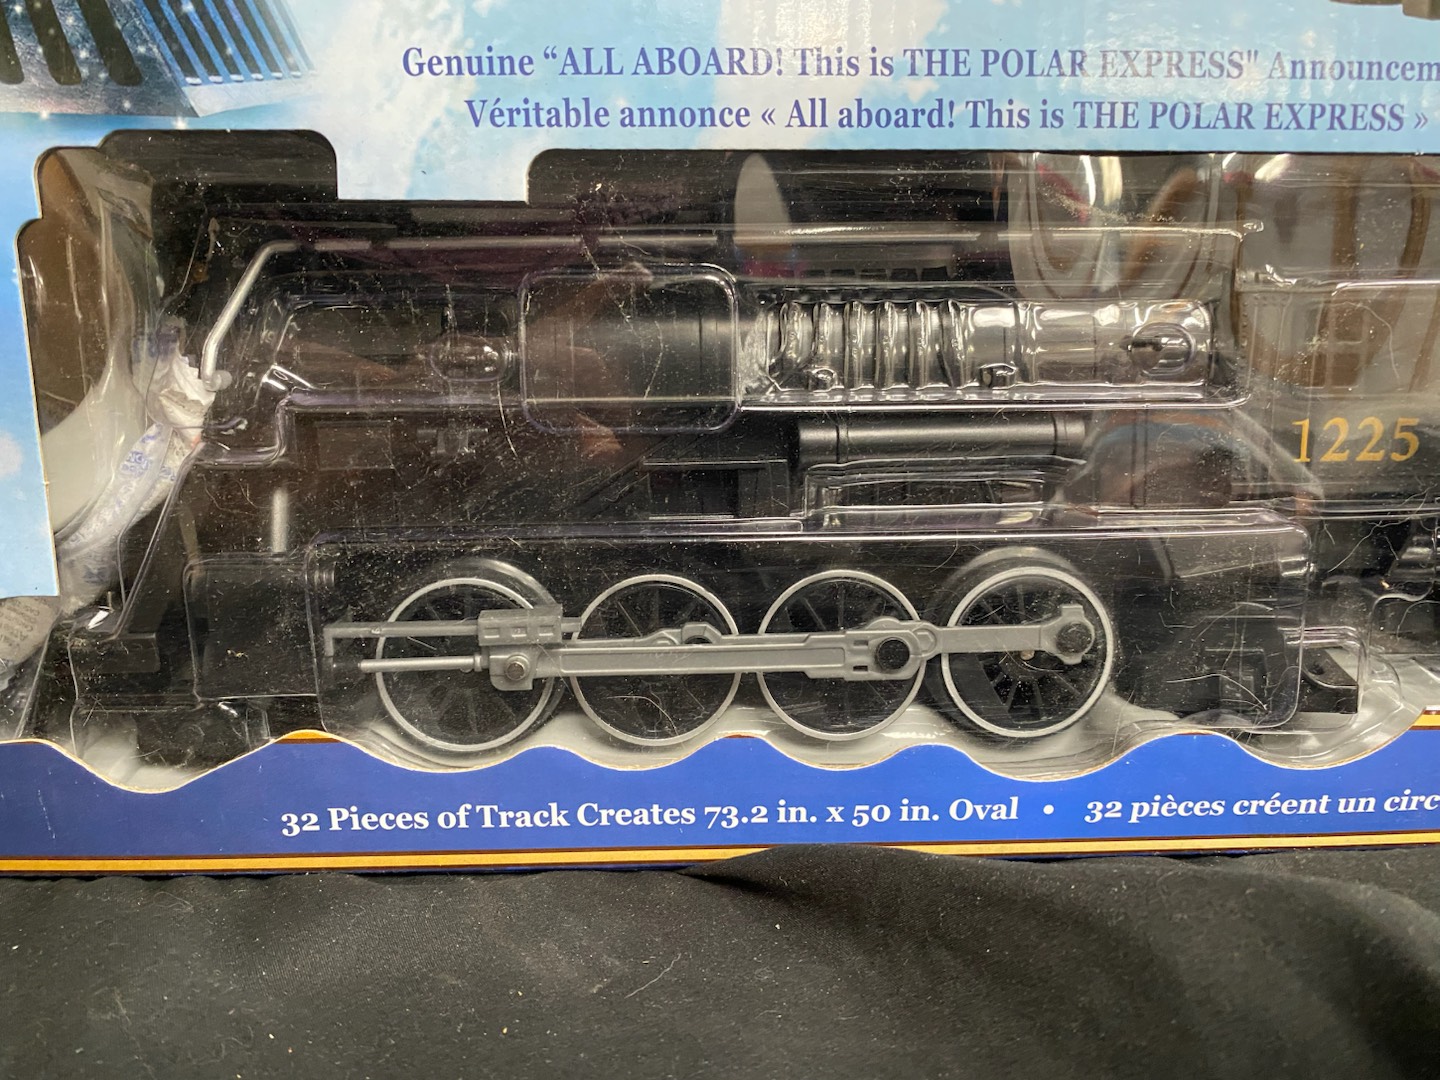 Genuine “ALL ABOARD! This is THE POLAR EXPRESS" Announcem
Véritable annonce « All aboard! This is THE POLAR EXPRESS »
1225
32 Pieces of Track Creates 73.2 in. x 50 in. Oval • 32 pièces créent un circ